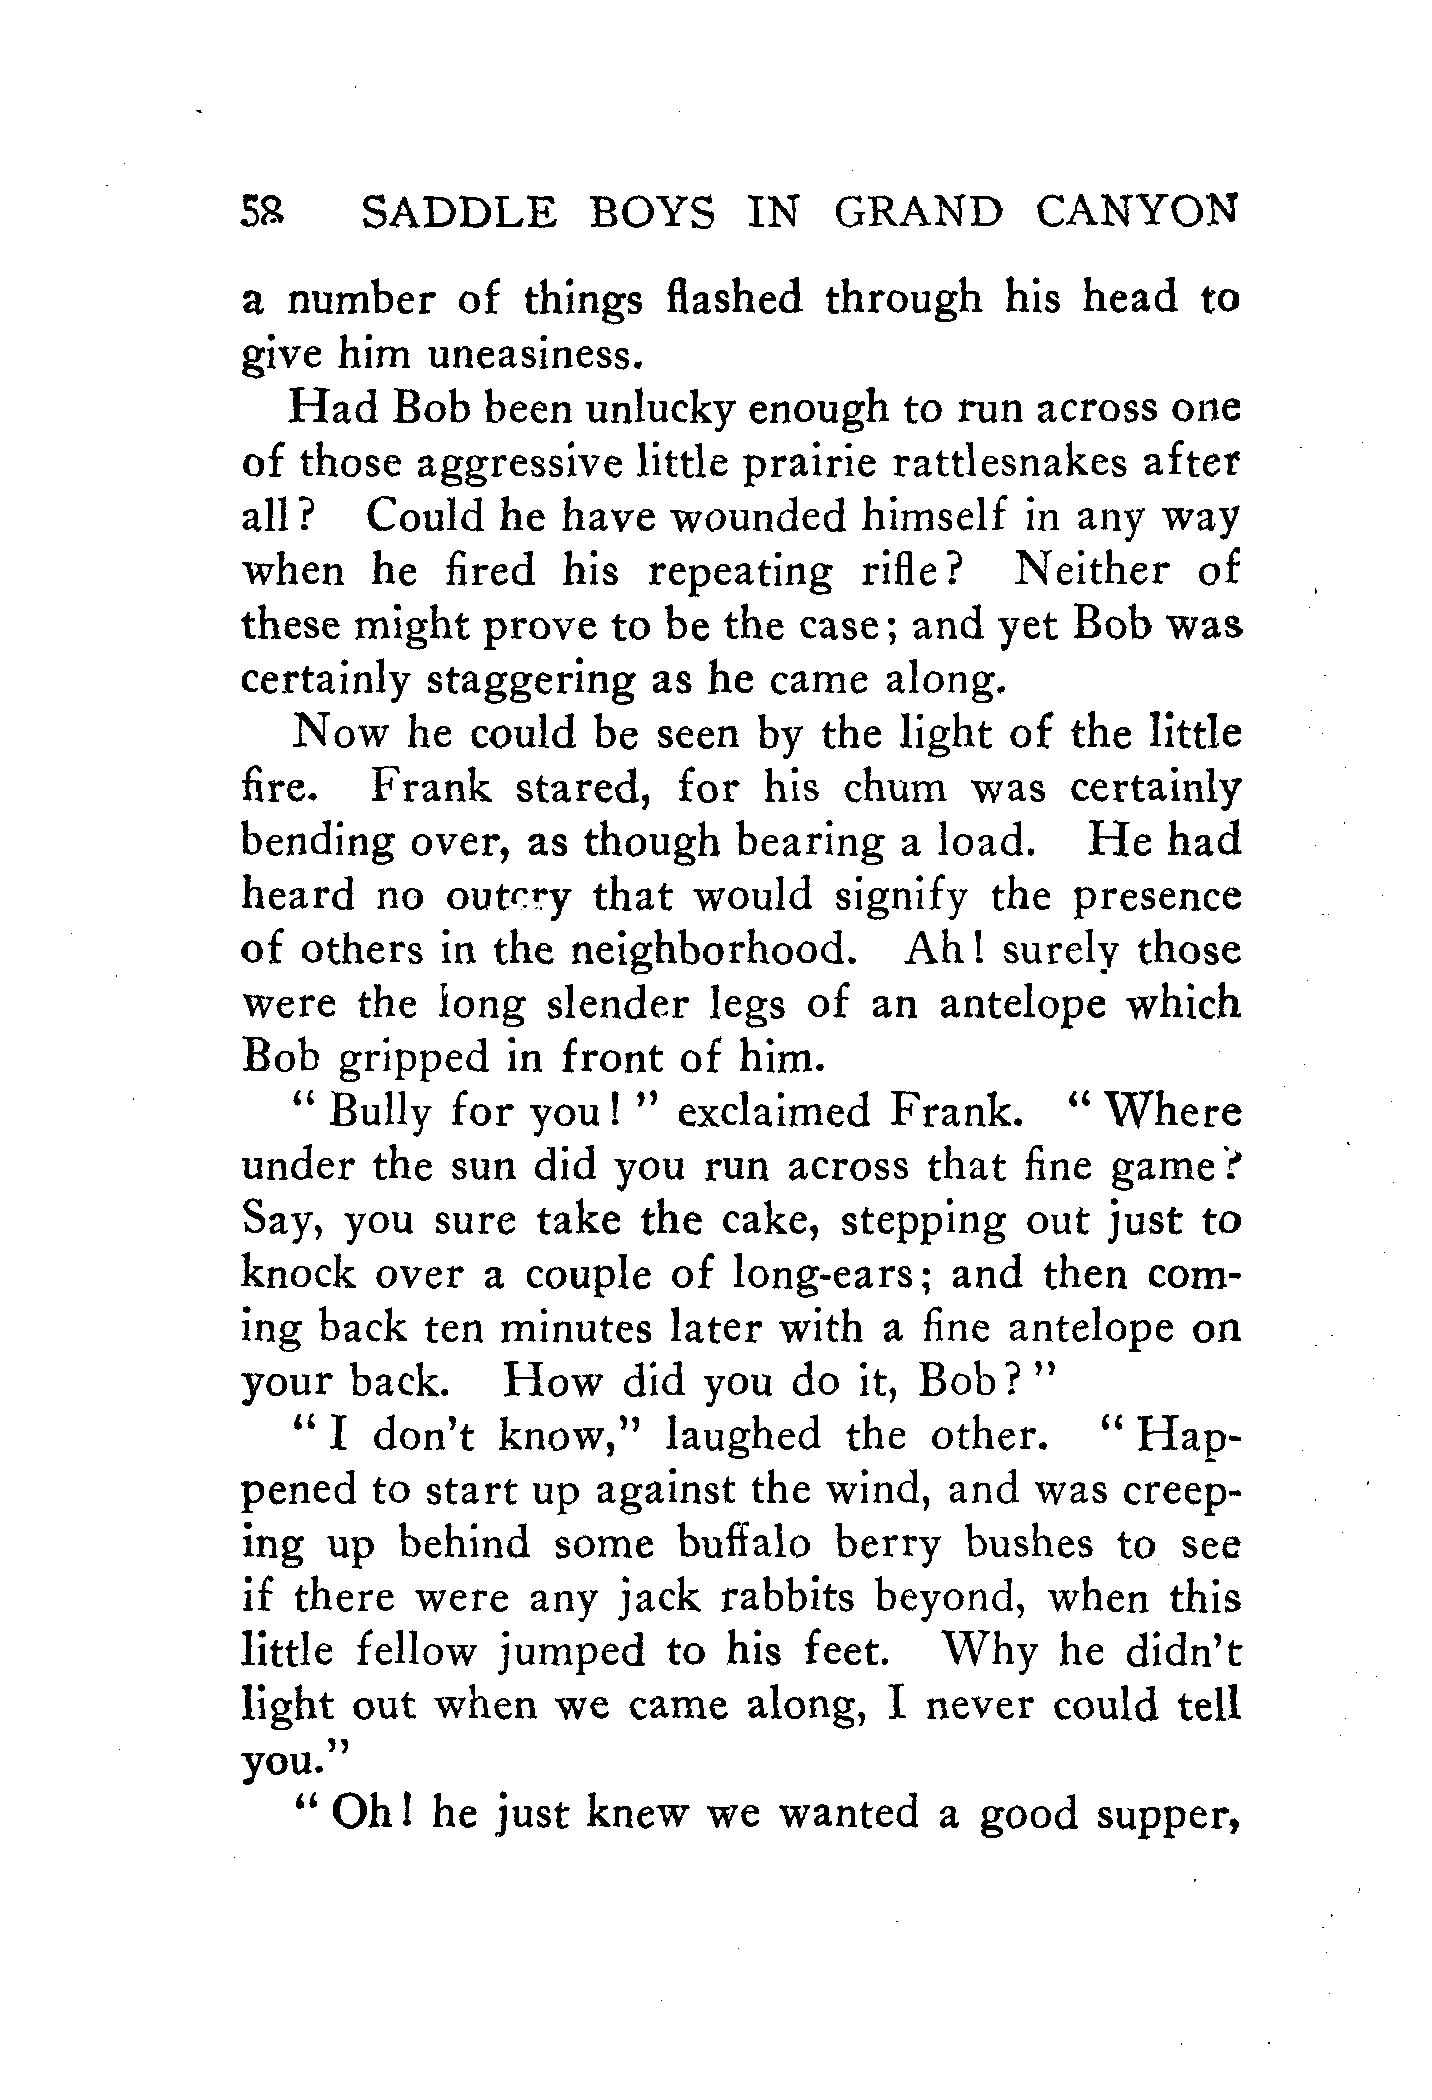 58 SADDLE BOYS IN GRAND CANYON
a number of things flashed through his head to
give him uneasiness.
Had Bob been unlucky enough to run across one
of those aggressive little prairie rattlesnakes after
all? Could he have wounded himself in any way
when he fired his repeating rifle? Neither of
these might prove to be the case; and yet Bob was
certainly staggering as he came along.
Now he could be seen by the light of the little
fire. Frank stared, for his chum was certainly
bending over, as though bearing a load. He had
heard no outcry that would signify the presence
of others in the neighborhood. Ah! surely those
were the long slender legs of an antelope which
Bob gripped in front of him.
"Bully for you!" exclaimed Frank. "Where
under the sun did you run across that fine game?
Say, you sure take the cake, stepping out just to
knock over a couple of long-ears; and then com-
ing back ten minutes later with a fine antelope on
your back. How did you do it, Bob?"
"I don't know," laughed the other. "Hap-
pened to start up against the wind, and was creep-
ing up behind some buffalo berry bushes to see
if there were any jack rabbits beyond, when this
little fellow jumped to his feet. Why he didn't
light out when we came along, I never could tell
you."
"Oh! he just knew we wanted a good supper,